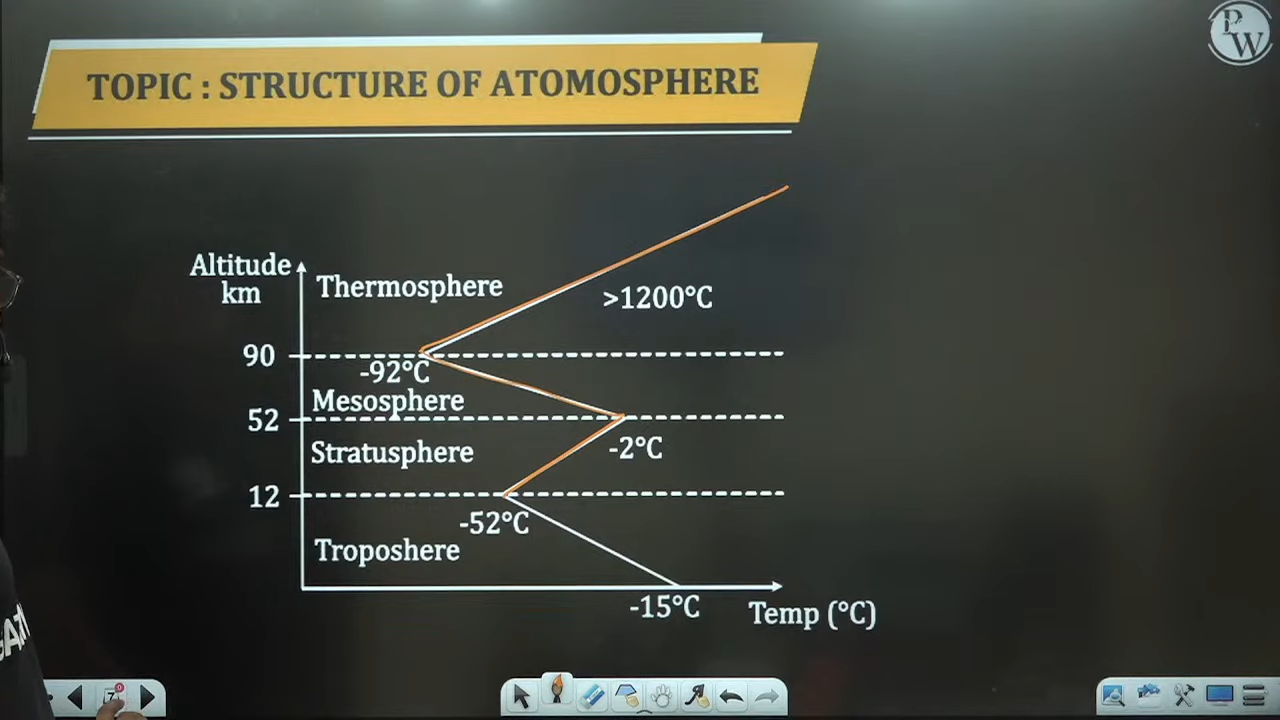 PW
TOPIC : STRUCTURE OF ATOMOSPHERE
Altitude
km
Thermosphere
>1200°C
90
-92°C
Mesosphere
52
Stratusphere
-2°C
12
-52°C
Troposhere
-15°C
Temp (°C)